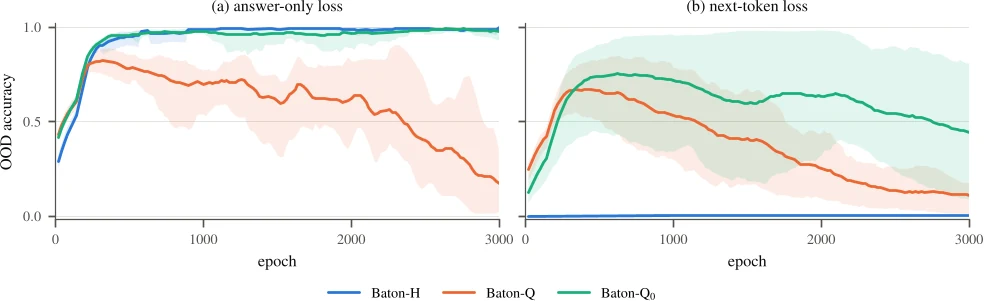 (a) answer-only loss
(b) next-token loss
OOD accuracy
1.0
0.5
0.0
0 1000 2000 3000
0 1000 2000 3000
epoch
epoch
Baton-H Baton-Q Baton-Q₀